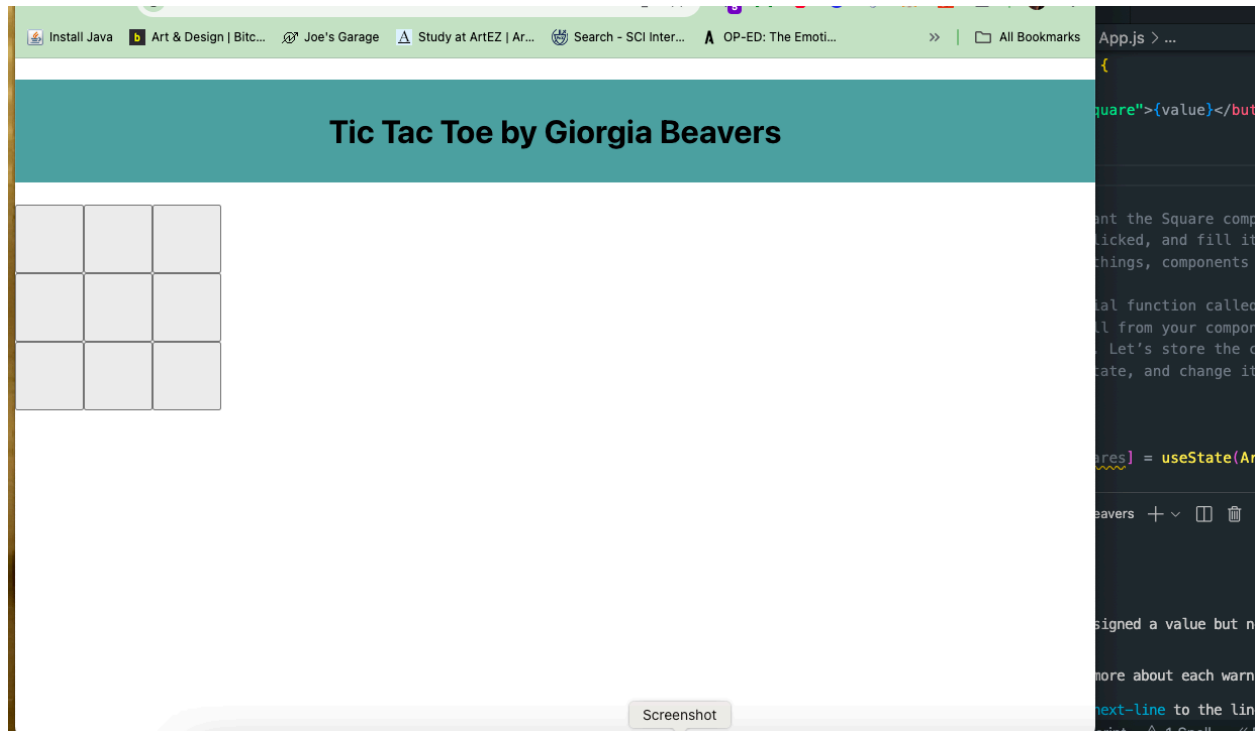 Install Java
Art & Design | Bitc...
Joe's Garage
Study at ArtEZ | Ar...
Search - SCI Inter...
OP-ED: The Emoti...
»
All Bookmarks
Tic Tac Toe by Giorgia Beavers
Screenshot
App.js > ...
{
quare">{value}</but
ant the Square comp
licked, and fill it
things, components
ial function called
ll from your compon
. Let's store the c
tate, and change it
ares] = useState(Ar
eavers
signed a value but n
more about each warn
next-line to the lin